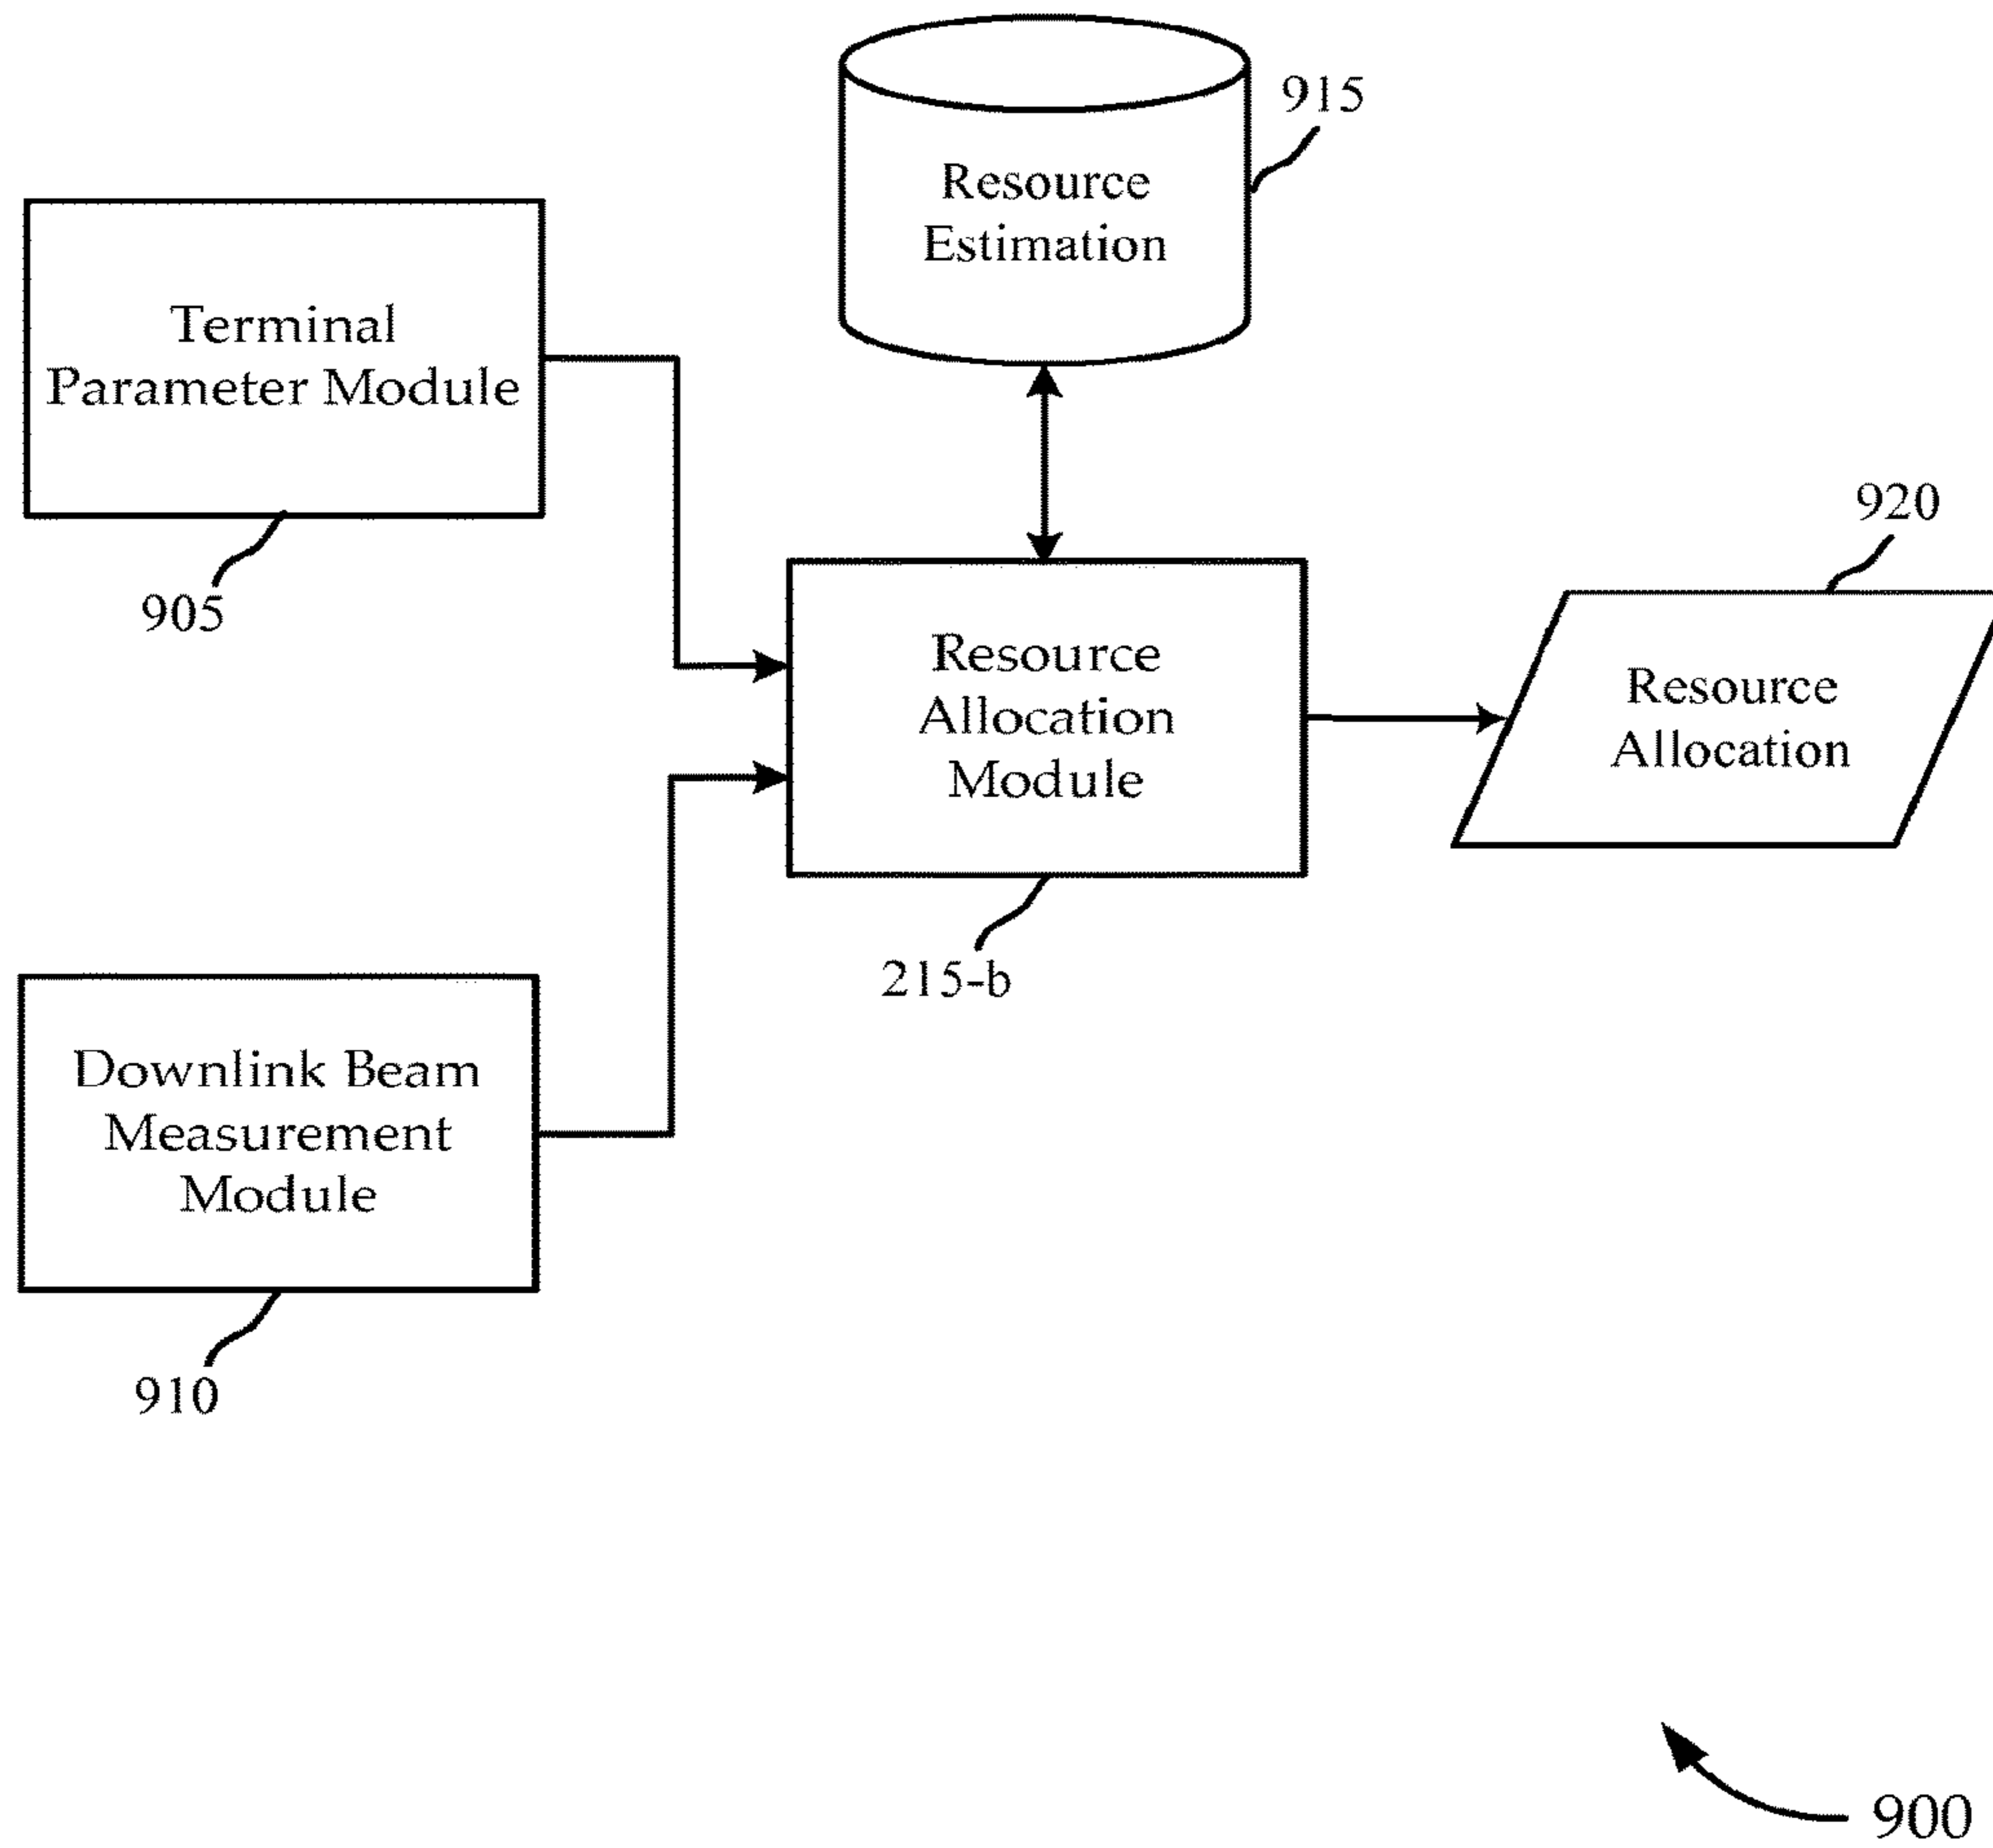 915
Resource
Estimation
Terminal
Parameter Module
905
920
Resource
Allocation
Module
Resource
Allocation
215-b
Downlink Beam
Measurement
Module
910
900